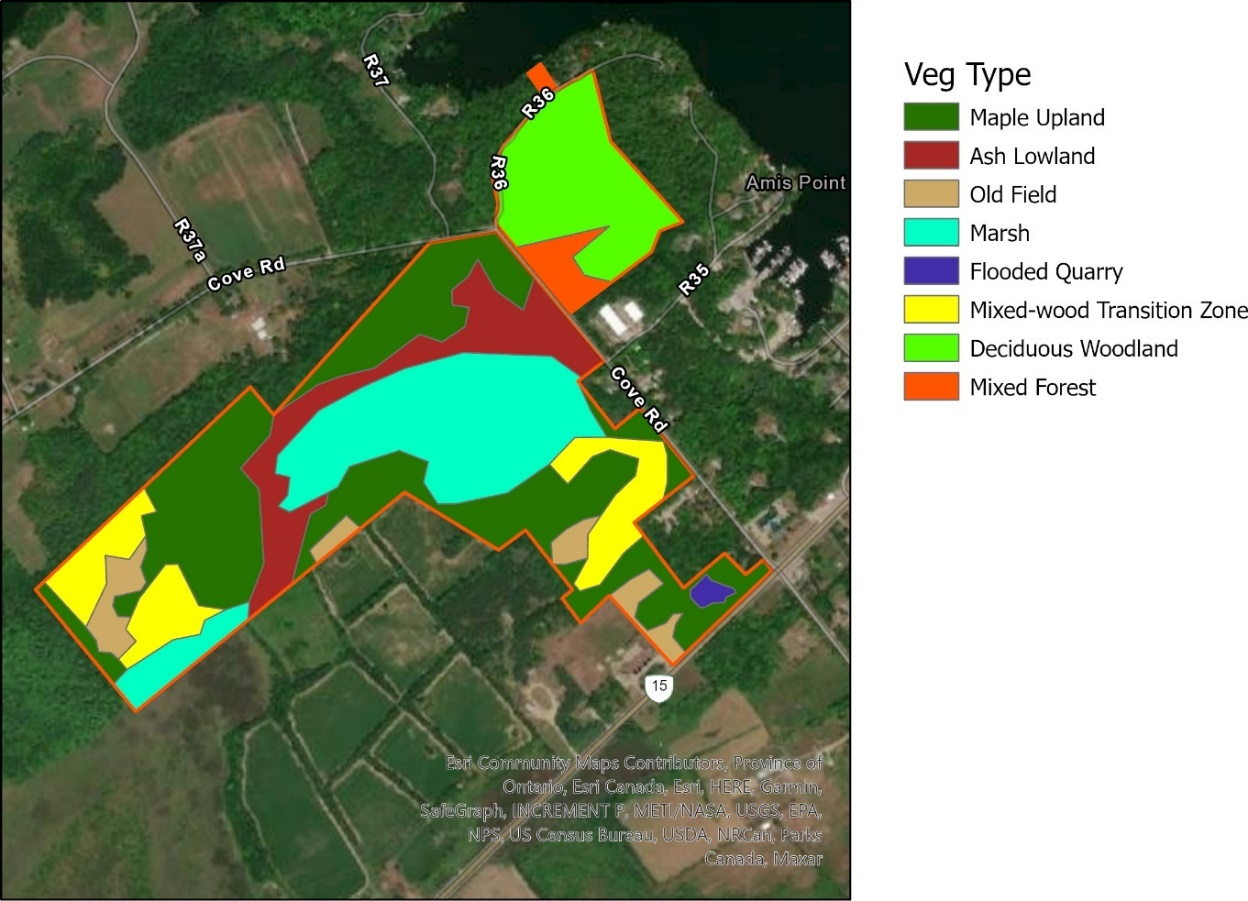 R37
R36
R36
Amis Point
R37a
Cove Rd
R35
Cove Rd
15
Esri Community Maps Contributors, Province of
Ontario, Esri Canada, Esri, HERE, Garmin,
SafeGraph, INCREMENT P, METI/NASA, USGS, EPA,
NPS, US Census Bureau, USDA, NRCan, Parks
Canada, Maxar
Veg Type
Maple Upland
Ash Lowland
Old Field
Marsh
Flooded Quarry
Mixed-wood Transition Zone
Deciduous Woodland
Mixed Forest